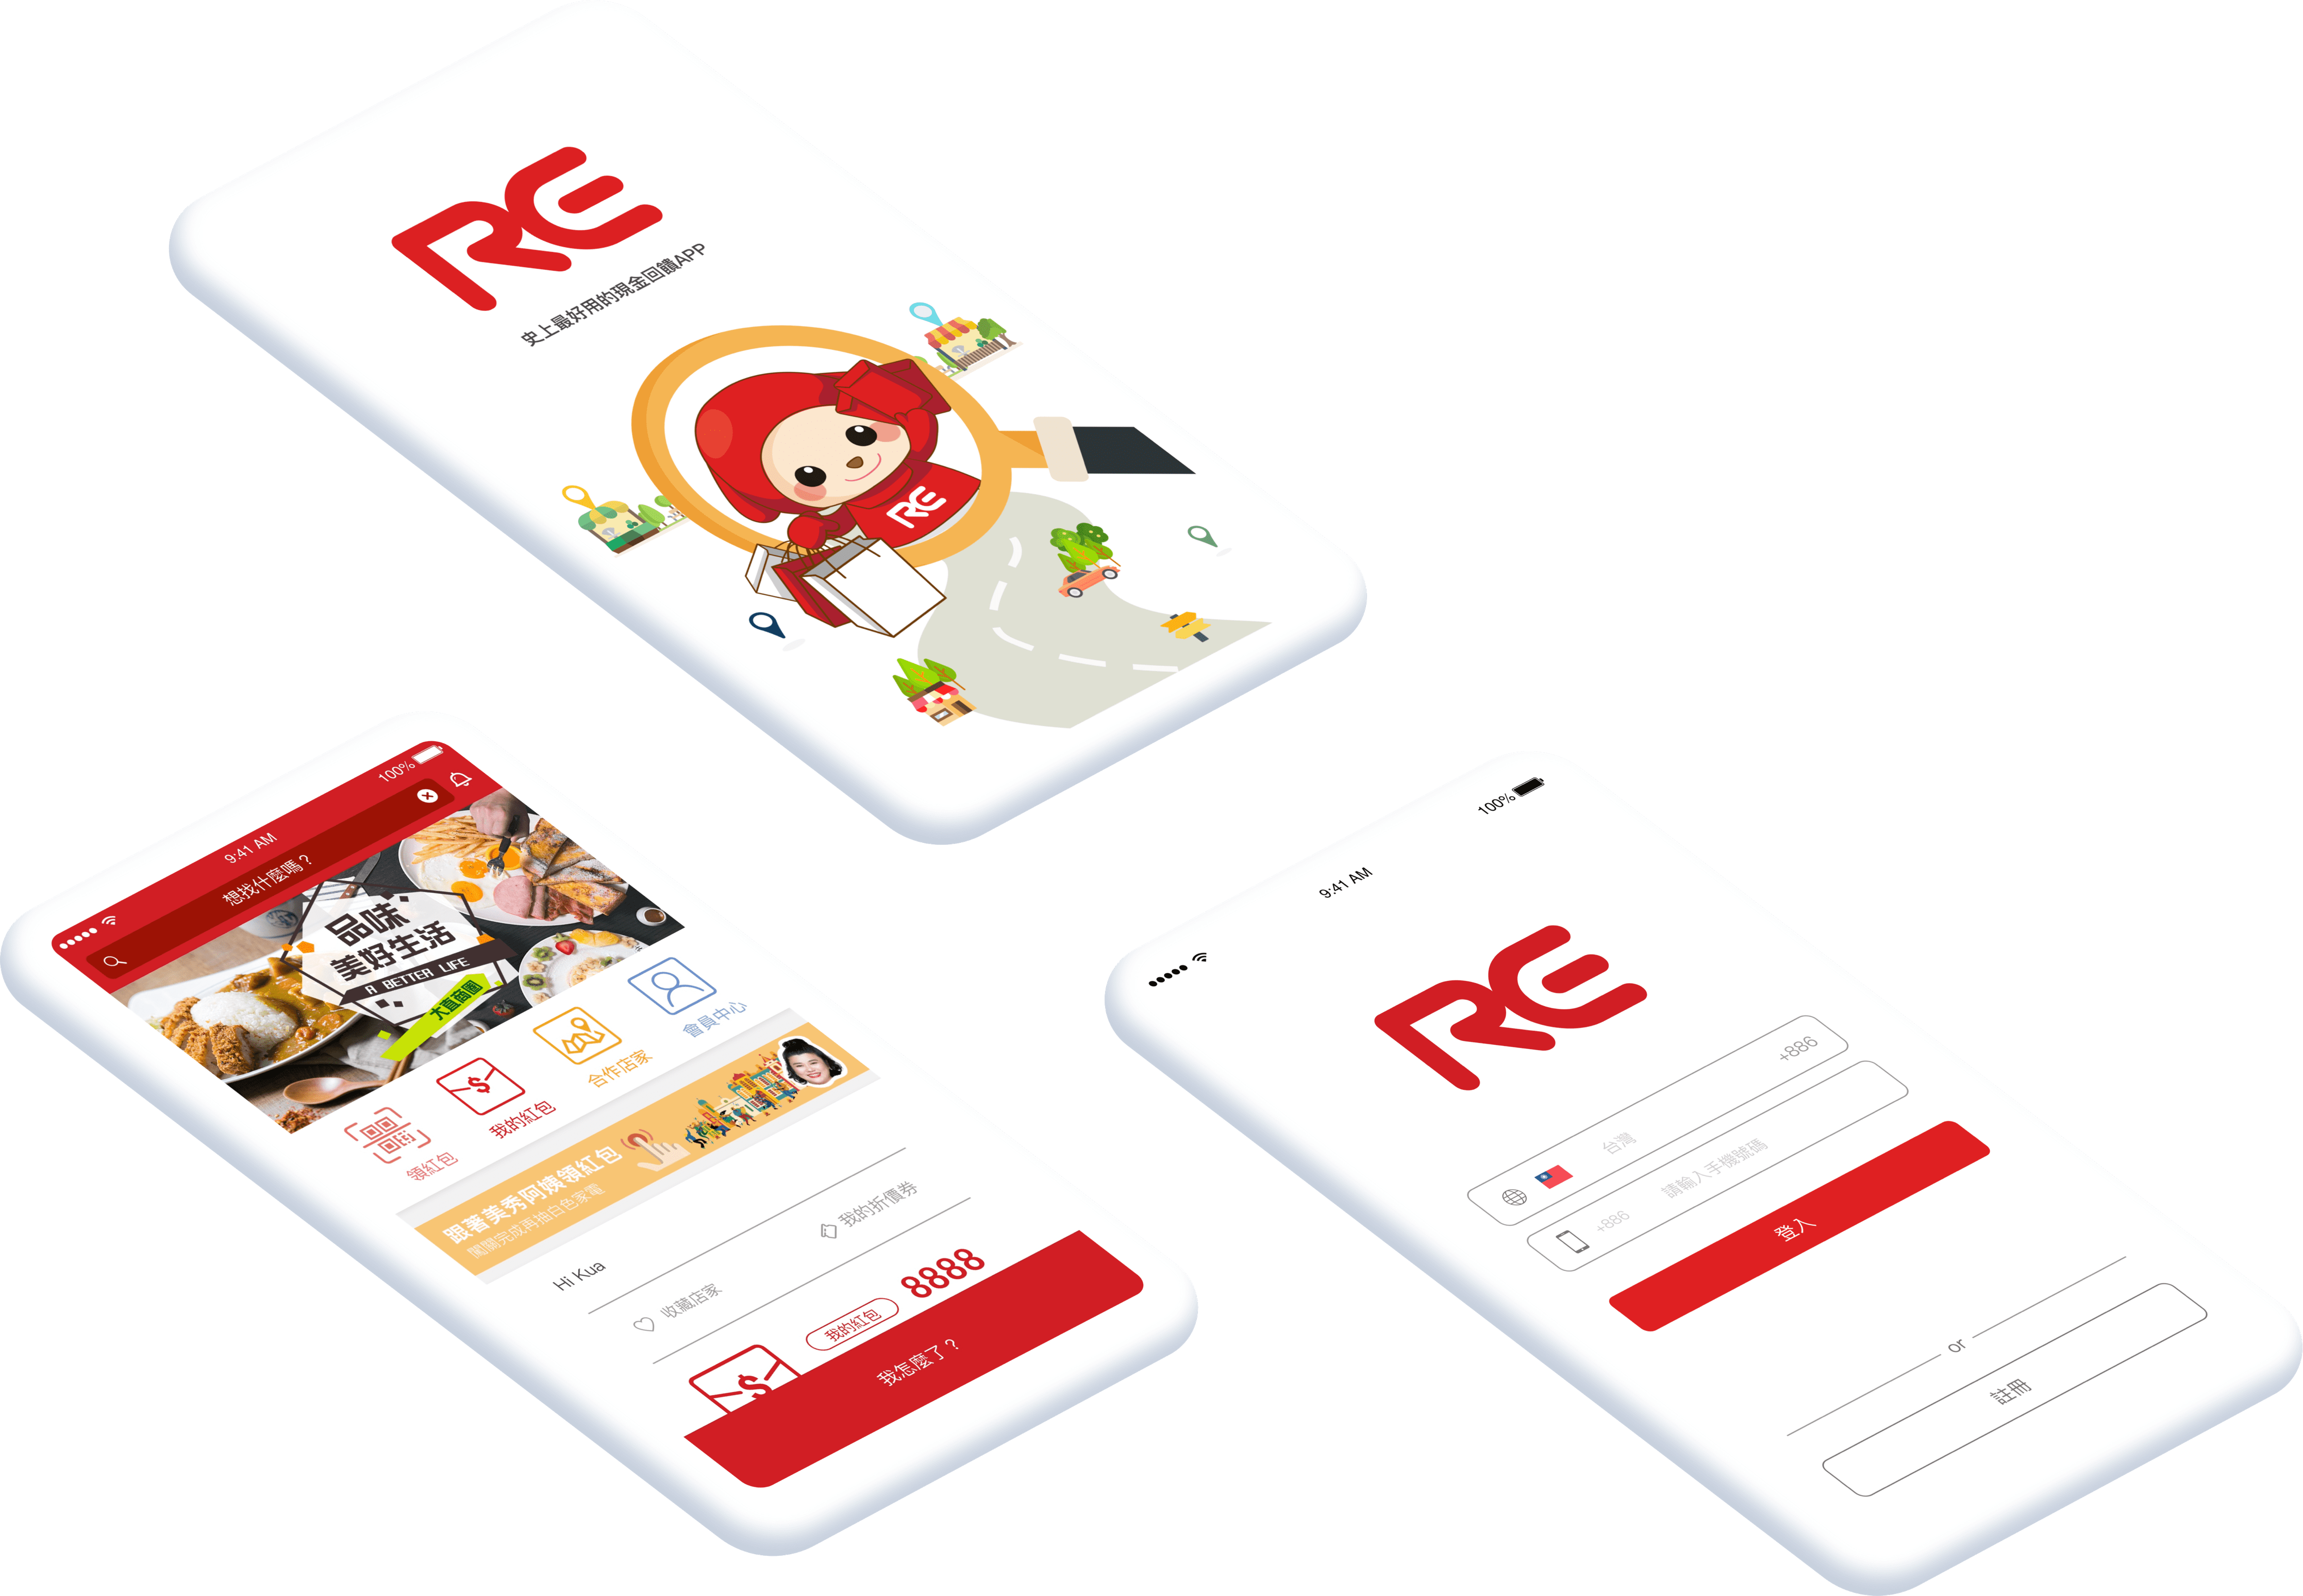 RE
史上最好用的現金回饋APP
RE
9:41 AM
100%
想找什麼嗎？
品味
美好生活
A BETTER LIFE
大直商圈
領紅包
我的紅包
合作店家
會員中心
跟著美秀阿姨領紅包
闖關完成再抽白色家電
Hi Kua
收藏店家
我的折價券
我的紅包
8888
我怎麼了？
9:41 AM
100%
RE
台灣
+886
+886
請輸入手機號碼
登入
or
註冊